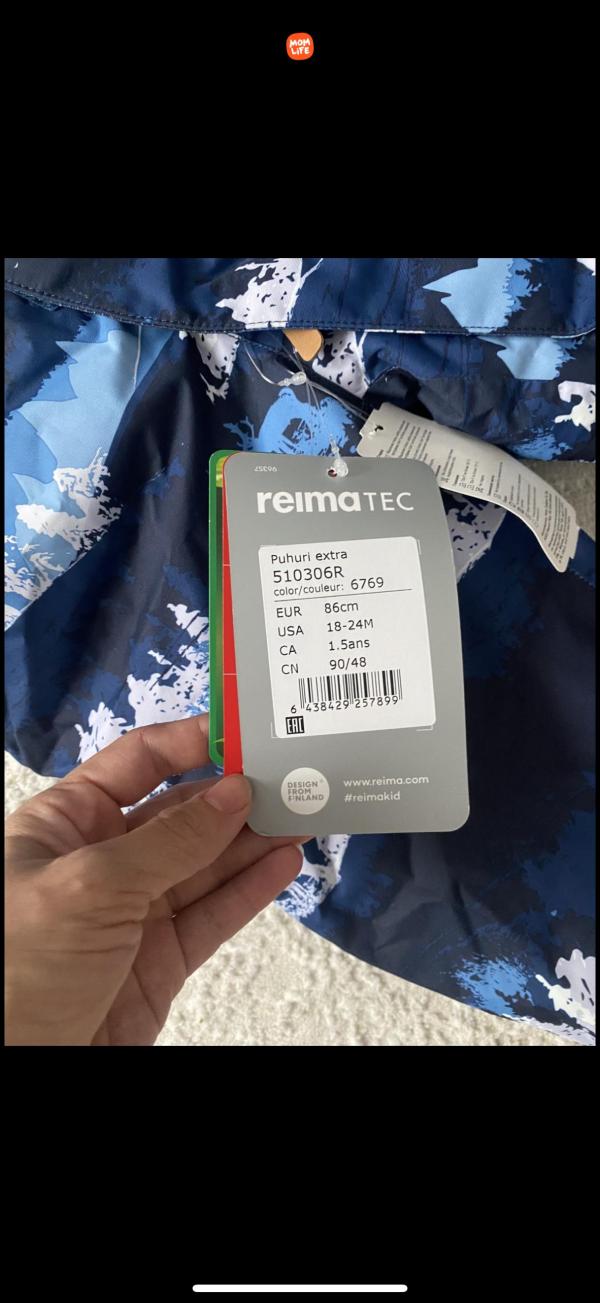 MOM
LIFE
96357
reimaTEC
Puhuri extra
510306R
color/couleur: 6769
EUR 86cm
USA 18-24M
CA 1.5ans
CN 90/48
6 438429 257899
EAC
DESIGN
FROM
FINLAND
www.reima.com
#reimakid